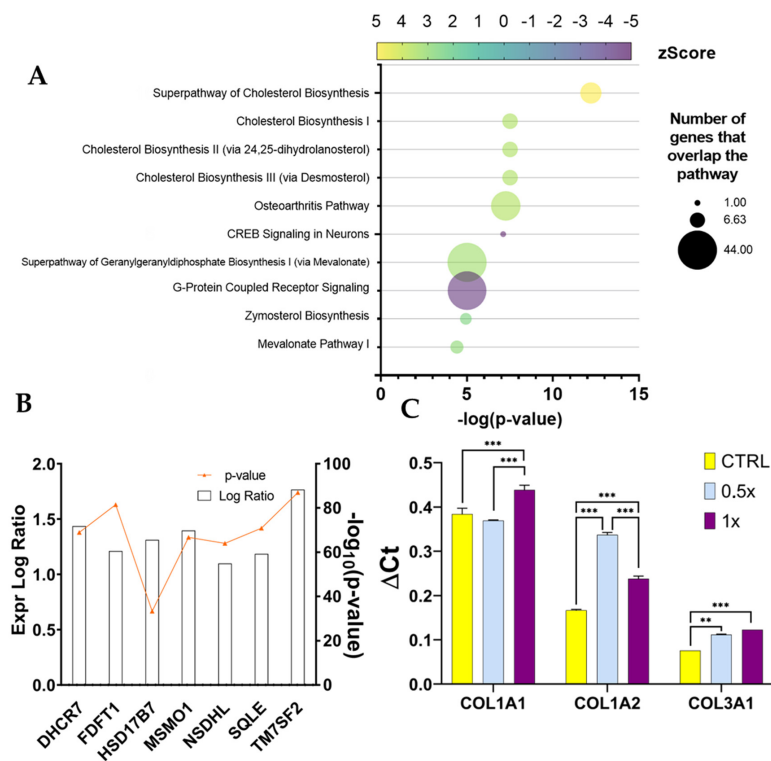 5 4 3 2 1 0 -1 -2 -3 -4 -5
zScore
A
Superpathway of Cholesterol Biosynthesis
Cholesterol Biosynthesis I
Cholesterol Biosynthesis II (via 24,25-dihydrolanosterol)
Cholesterol Biosynthesis III (via Desmosterol)
Osteoarthritis Pathway
CREB Signaling in Neurons
Superpathway of Geranylgeranyldiphosphate Biosynthesis I (via Mevalonate)
G-Protein Coupled Receptor Signaling
Zymosterol Biosynthesis
Mevalonate Pathway I
0 5 10 15
-log(p-value)
Number of
genes that
overlap the
pathway
1.00
6.63
44.00
B
Expr Log Ratio
2.0
1.5
1.0
0.5
0.0
p-value
Log Ratio
100
80
60
40
20
0
-log10(p-value)
DHCR7
FDFT1
HSD17B7
MSMO1
NSDHL
SQLE
TM7SF2
C
ΔCt
0.5
0.4
0.3
0.2
0.1
0.0
***
***
***
***
***
***
**
CTRL
0.5x
1x
COL1A1 COL1A2 COL3A1